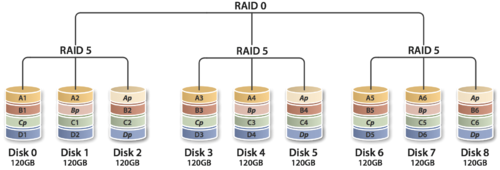 RAID 0
RAID 5 RAID 5 RAID 5
A1 A2 Ap A3 A4 Ap A5 A6 Ap
B1 Bp B2 B3 Bp B4 B5 Bp B6
Cp C1 C2 Cp C3 C4 Cp C5 C6
D1 D2 Dp D3 D4 Dp D5 D6 Dp
Disk 0 Disk 1 Disk 2 Disk 3 Disk 4 Disk 5 Disk 6 Disk 7 Disk 8
120GB 120GB 120GB 120GB 120GB 120GB 120GB 120GB 120GB